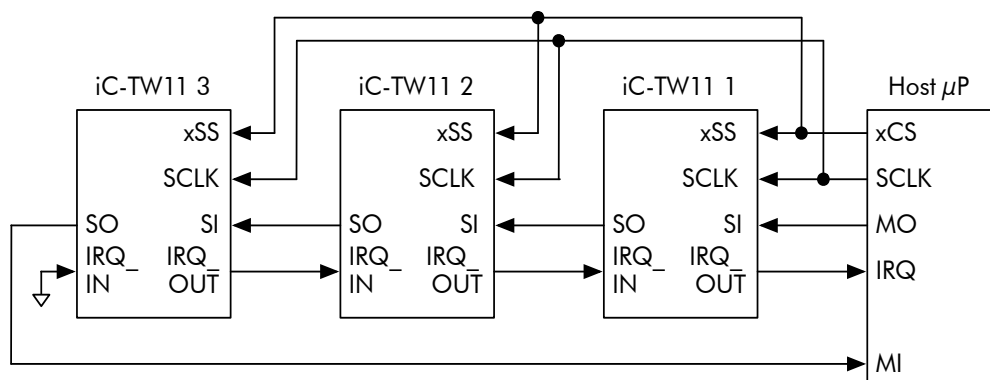 iC-TW11 3
iC-TW11 2
iC-TW11 1
Host µP
xSS
xSS
xSS
xCS
SCLK
SCLK
SCLK
SCLK
SO
SI
SO
SI
SO
SI
MO
IRQ_
IN
IRQ_
OUT
IRQ_
IN
IRQ_
OUT
IRQ_
IN
IRQ_
OUT
IRQ
MI